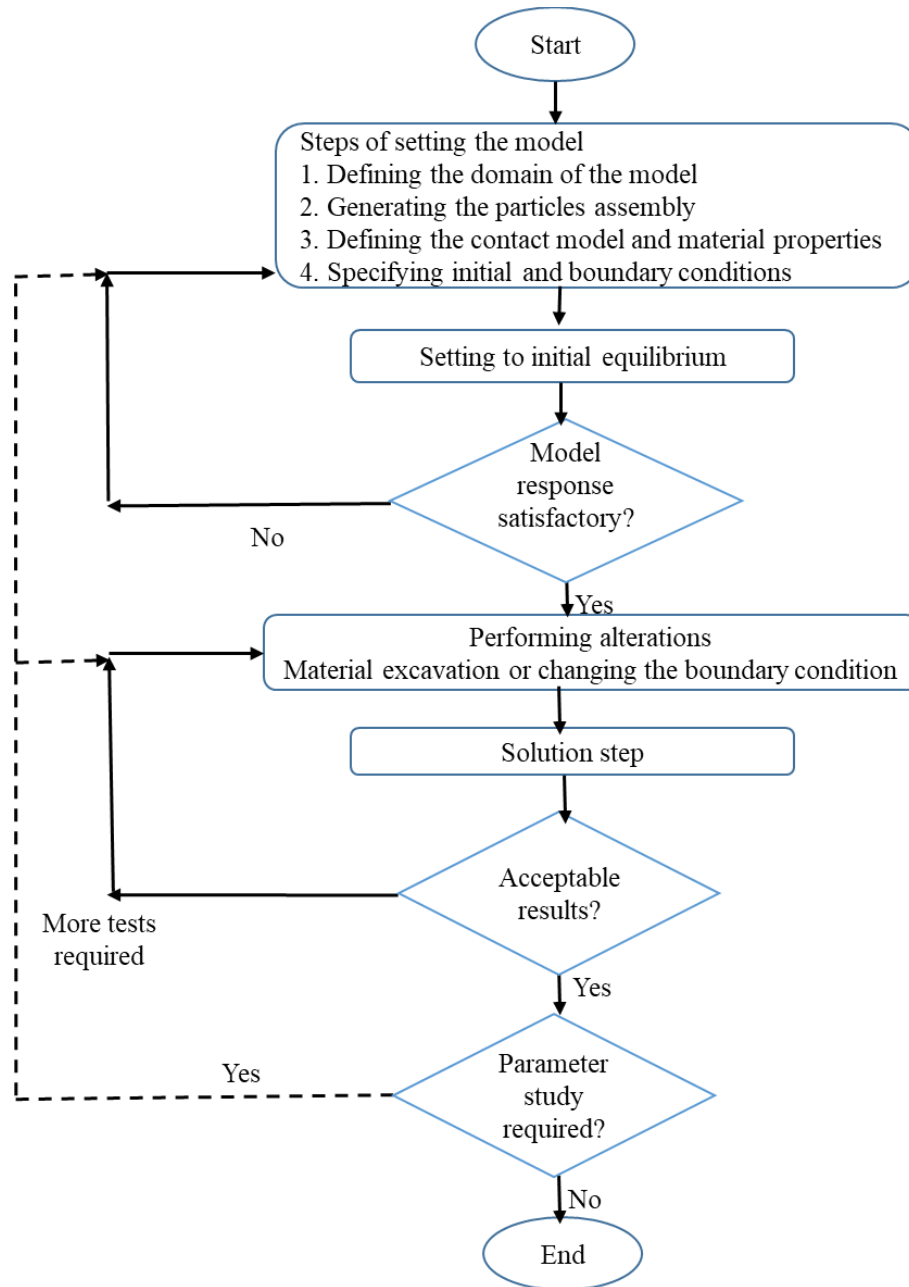 Start
Steps of setting the model
1. Defining the domain of the model
2. Generating the particles assembly
3. Defining the contact model and material properties
4. Specifying initial and boundary conditions
Setting to initial equilibrium
Model
response
satisfactory?
No
Yes
Performing alterations
Material excavation or changing the boundary condition
Solution step
Acceptable
results?
More tests
required
Yes
Parameter
study
required?
Yes
No
End